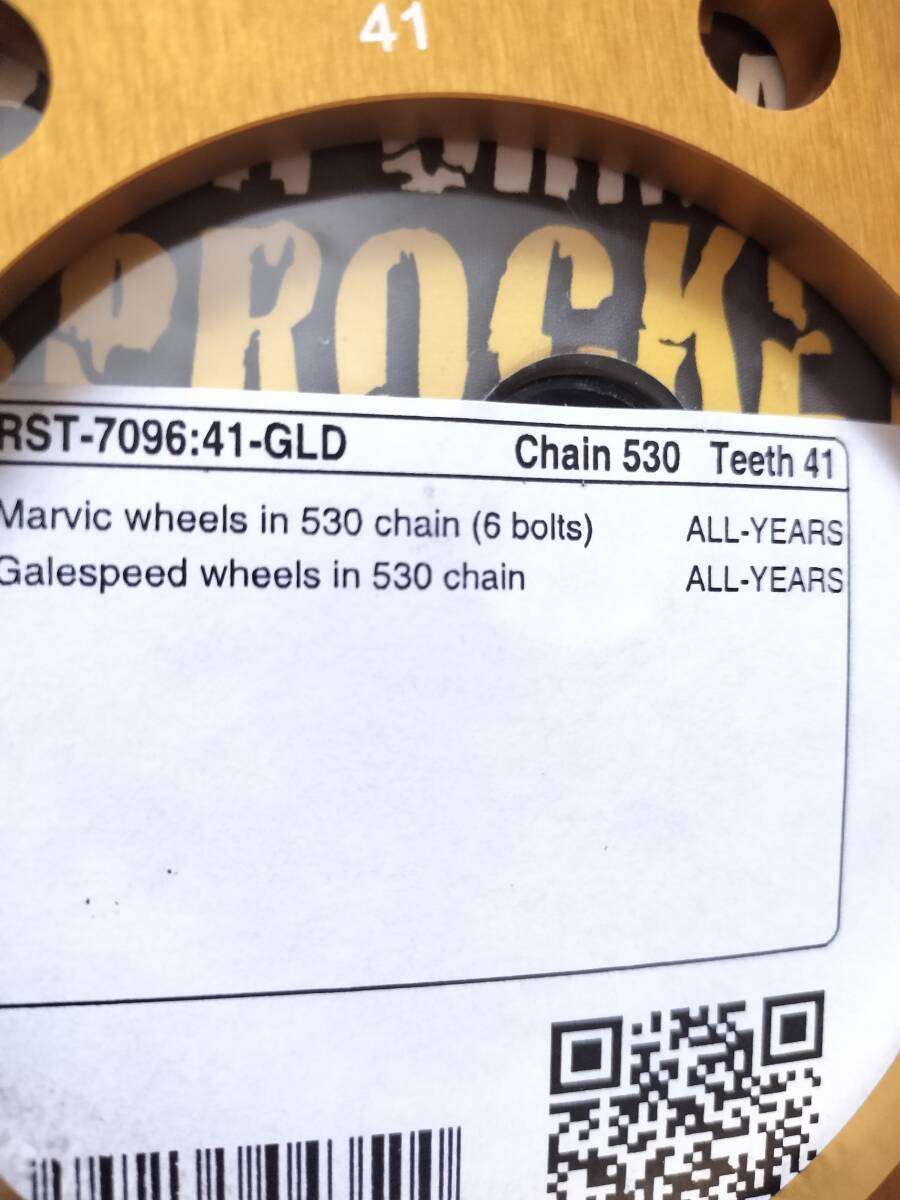 41
PROCKE
RST-7096:41-GLD Chain 530 Teeth 41
Marvic wheels in 530 chain (6 bolts) ALL-YEARS
Galespeed wheels in 530 chain ALL-YEARS